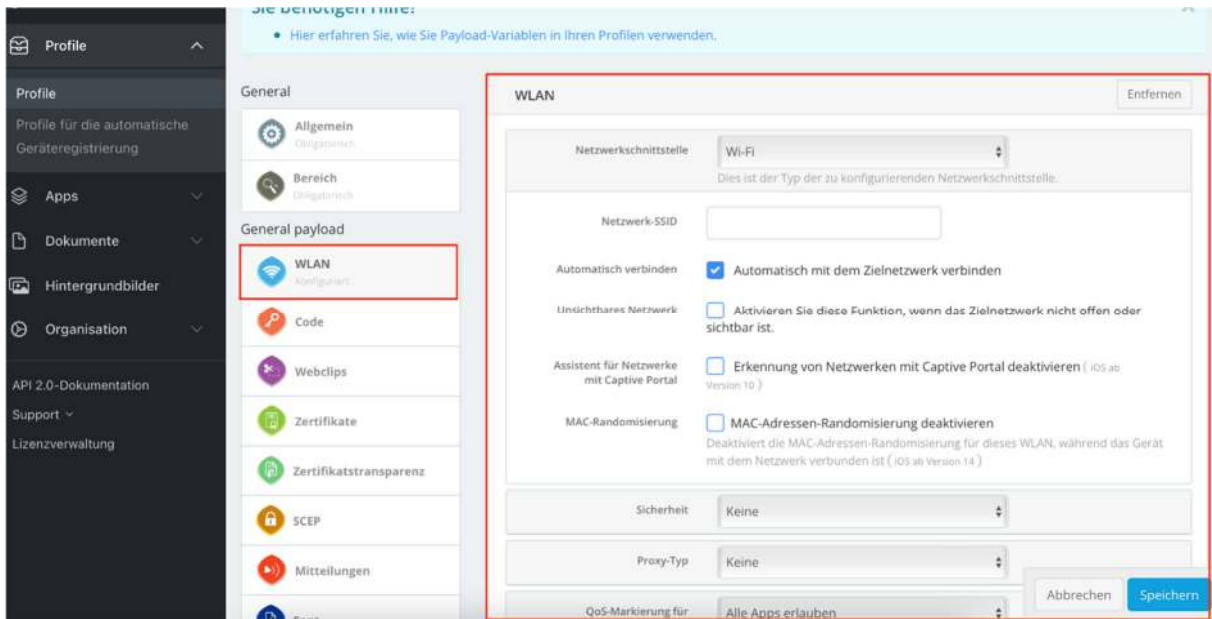 Sie benötigen Hilfe?
Hier erfahren Sie, wie Sie Payload-Variablen in Ihren Profilen verwenden.
Profile
Profile
Profile für die automatische
Geräteregistrierung
Apps
Dokumente
Hintergrundbilder
Organisation
API 2.0-Dokumentation
Support
Lizenzverwaltung
General
Allgemein
Obligatorisch
Bereich
Obligatorisch
General payload
WLAN
Konfiguriert
Code
Webclips
Zertifikate
Zertifikatstransparenz
SCEP
Mitteilungen
Font
WLAN
Entfernen
Netzwerkschnittstelle
Wi-Fi
Dies ist der Typ der zu konfigurierenden Netzwerkschnittstelle.
Netzwerk-SSID
Automatisch verbinden
Automatisch mit dem Zielnetzwerk verbinden
Unsichtbares Netzwerk
Aktivieren Sie diese Funktion, wenn das Zielnetzwerk nicht offen oder
sichtbar ist.
Assistent für Netzwerke
mit Captive Portal
Erkennung von Netzwerken mit Captive Portal deaktivieren ( iOS ab
Version 10 )
MAC-Randomisierung
MAC-Adressen-Randomisierung deaktivieren
Deaktiviert die MAC-Adressen-Randomisierung für dieses WLAN, während das Gerät
mit dem Netzwerk verbunden ist ( iOS ab Version 14 )
Sicherheit
Keine
Proxy-Typ
Keine
QoS-Markierung für
Alle Apps erlauben
Abbrechen
Speichern